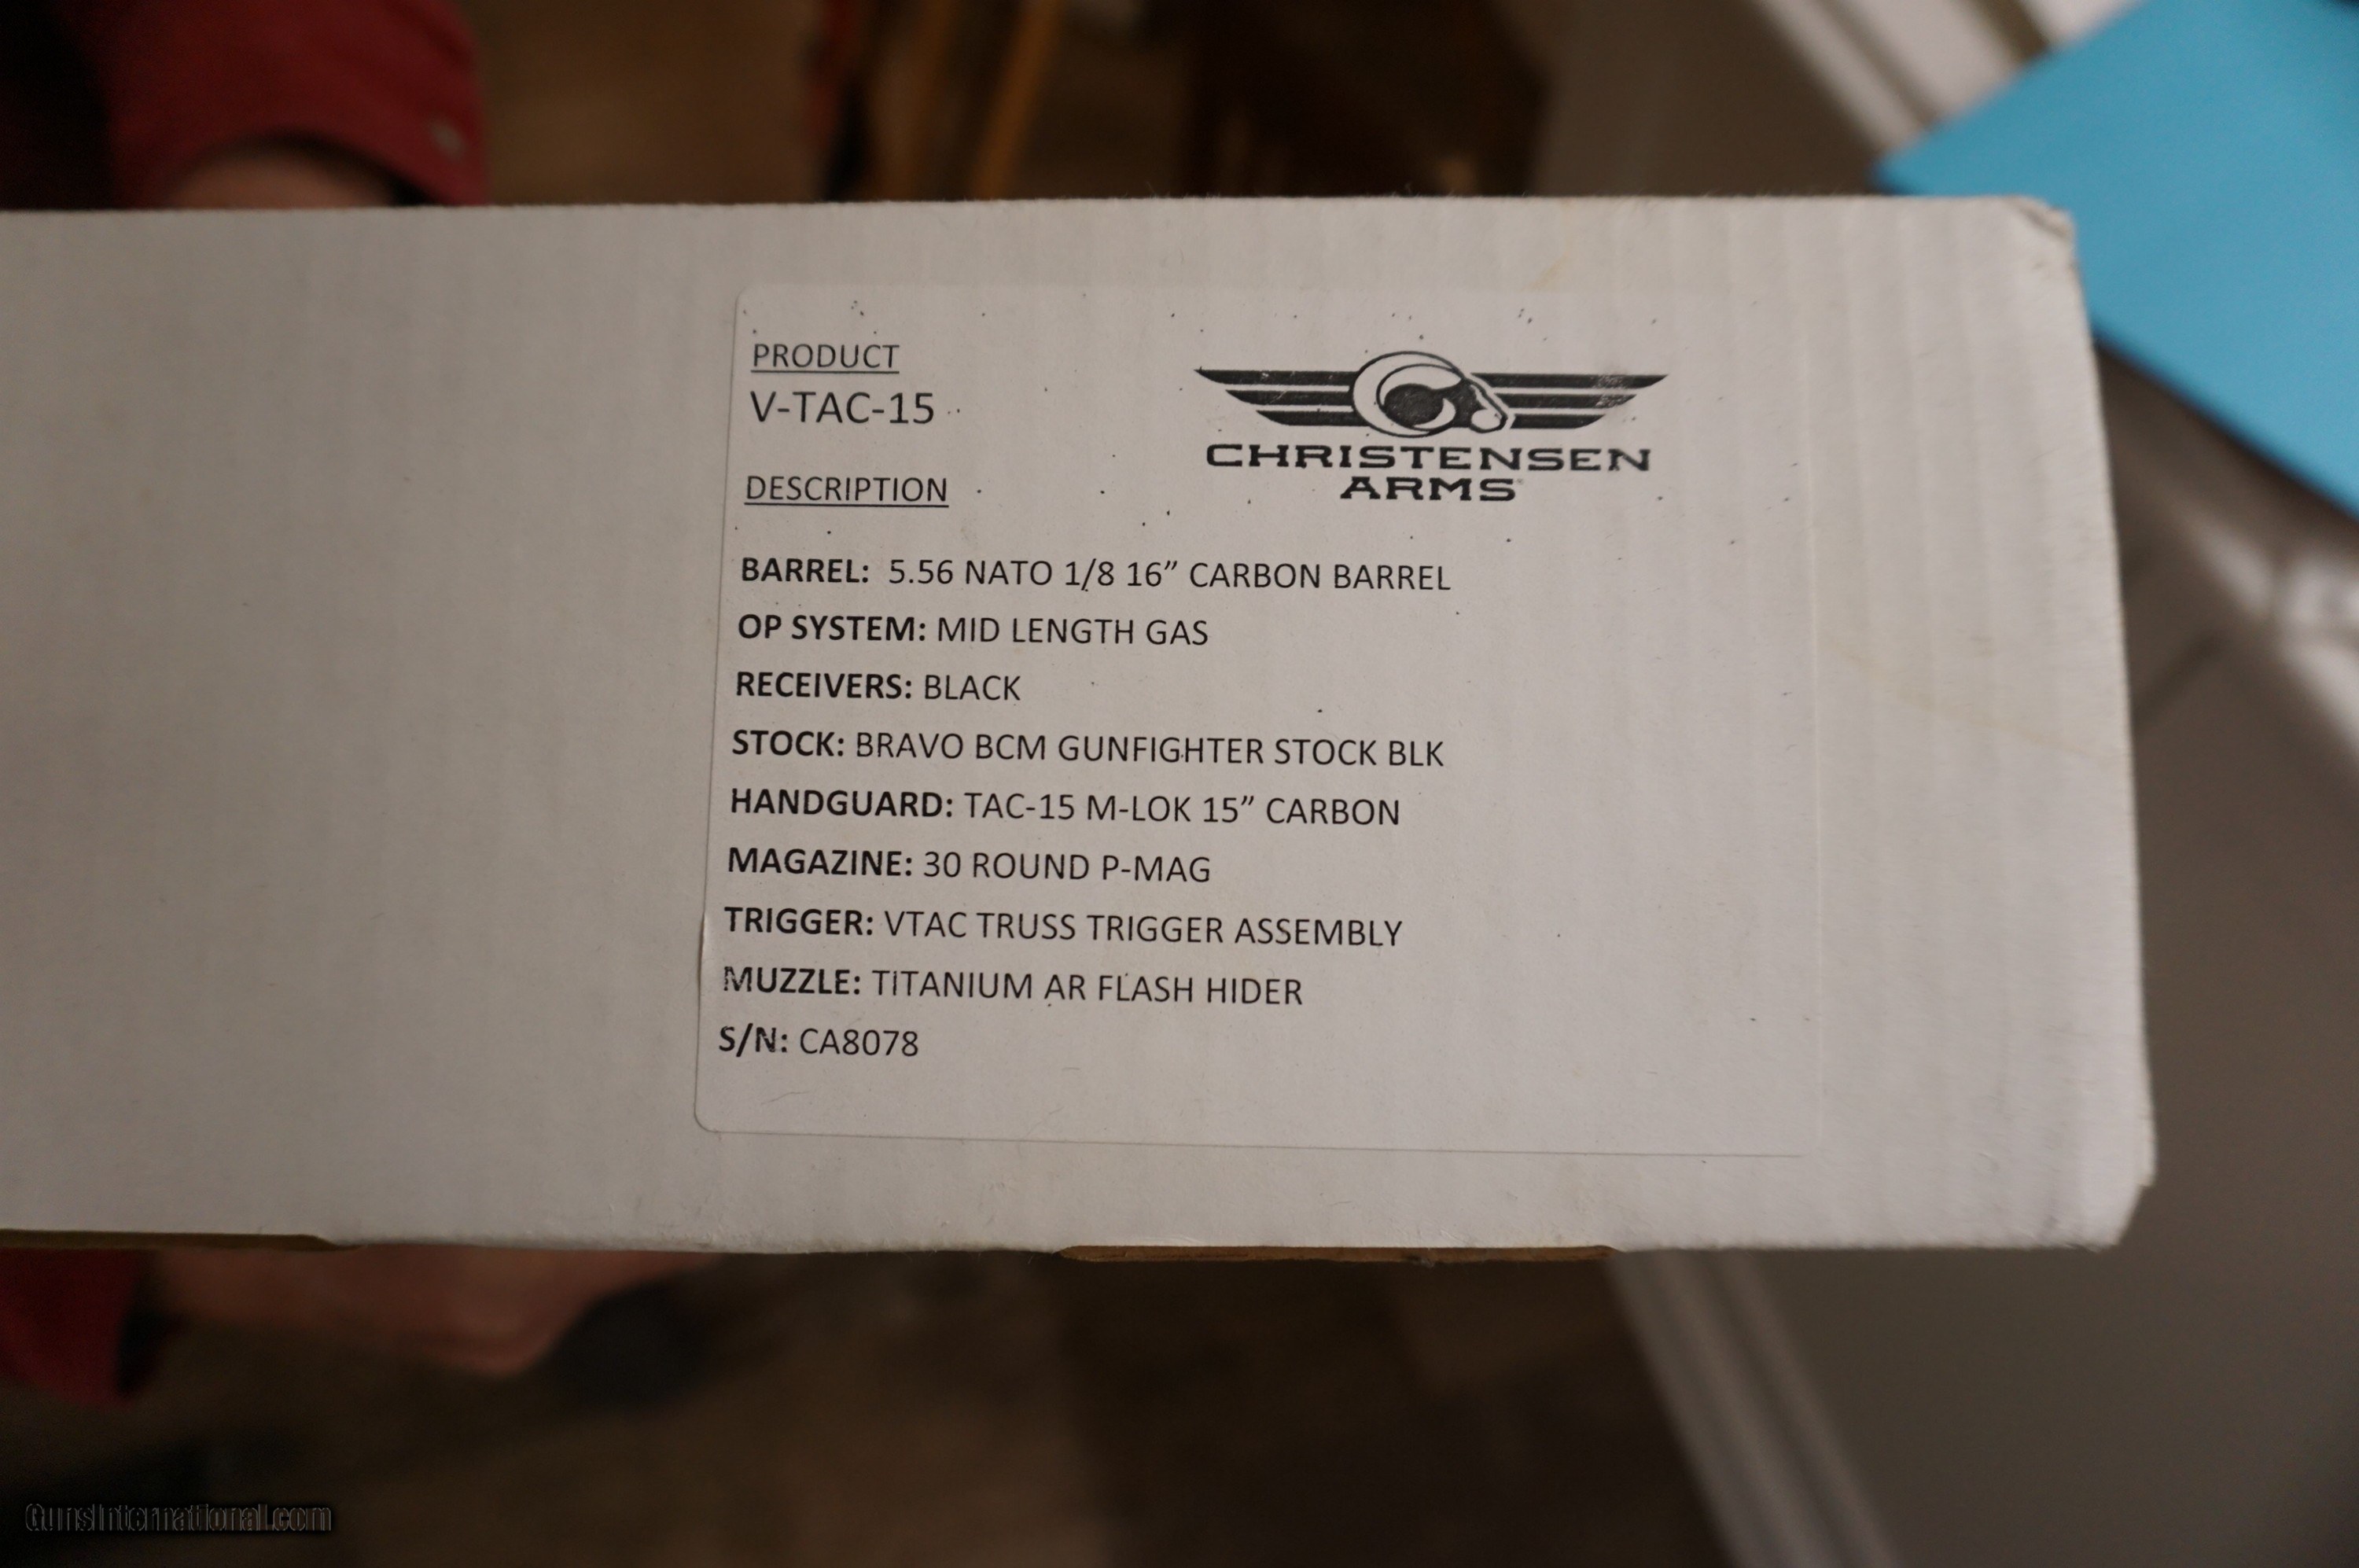 PRODUCT
V-TAC-15
CHRISTENSEN
ARMS
DESCRIPTION
BARREL: 5.56 NATO 1/8 16” CARBON BARREL
OP SYSTEM: MID LENGTH GAS
RECEIVERS: BLACK
STOCK: BRAVO BCM GUNFIGHTER STOCK BLK
HANDGUARD: TAC-15 M-LOK 15” CARBON
MAGAZINE: 30 ROUND P-MAG
TRIGGER: VTAC TRUSS TRIGGER ASSEMBLY
MUZZLE: TITANIUM AR FLASH HIDER
S/N: CA8078
GunsInternational.com